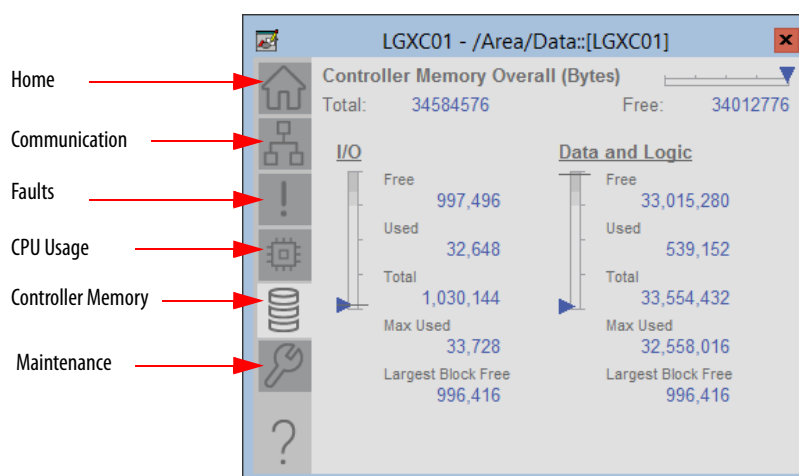 LGXC01 - /Area/Data::[LGXC01]
Home
Communication
Faults
CPU Usage
Controller Memory
Maintenance
?
Controller Memory Overall (Bytes)
Total: 34584576 Free: 34012776
I/O
Free
997,496
Used
32,648
Total
1,030,144
Max Used
33,728
Largest Block Free
996,416
Data and Logic
Free
33,015,280
Used
539,152
Total
33,554,432
Max Used
32,558,016
Largest Block Free
996,416